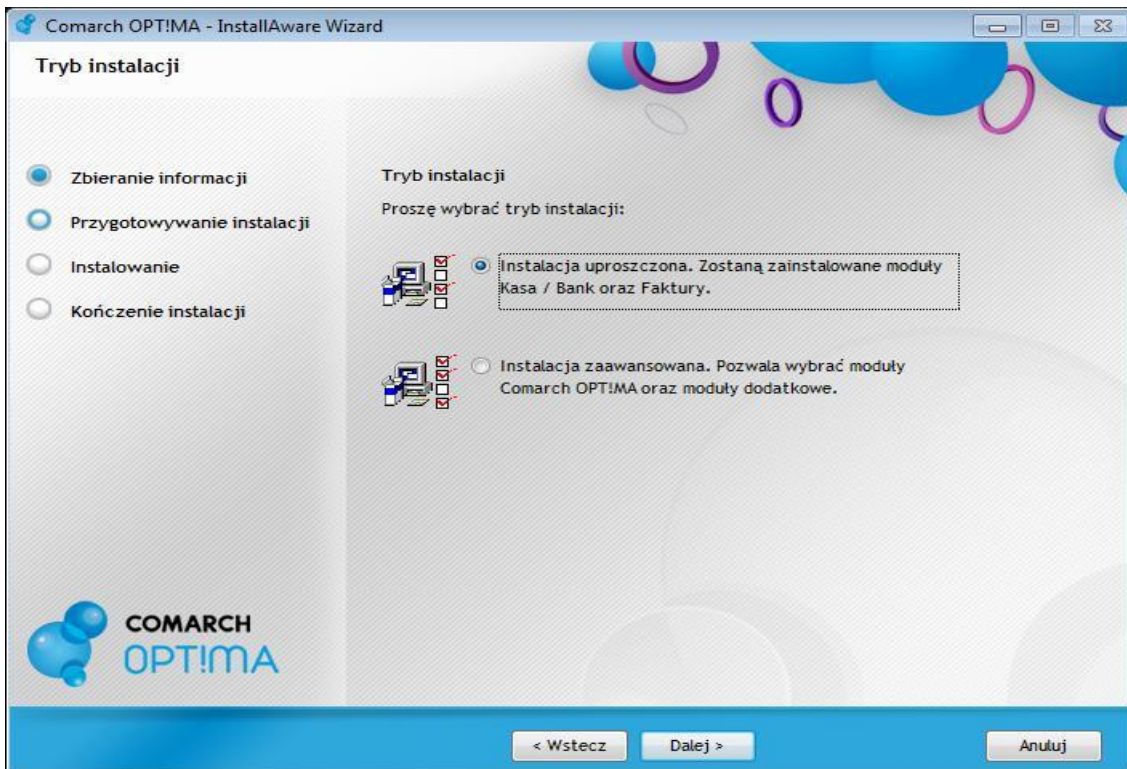 Comarch OPT!MA - InstallAware Wizard
Tryb instalacji
Zbieranie informacji
Przygotowywanie instalacji
Instalowanie
Kończenie instalacji
Tryb instalacji
Proszę wybrać tryb instalacji:
Instalacja uproszczona. Zostaną zainstalowane moduły
Kasa / Bank oraz Faktury.
Instalacja zaawansowana. Pozwala wybrać moduły
Comarch OPT!MA oraz moduły dodatkowe.
COMARCH
OPT!MA
< Wstecz
Dalej >
Anuluj